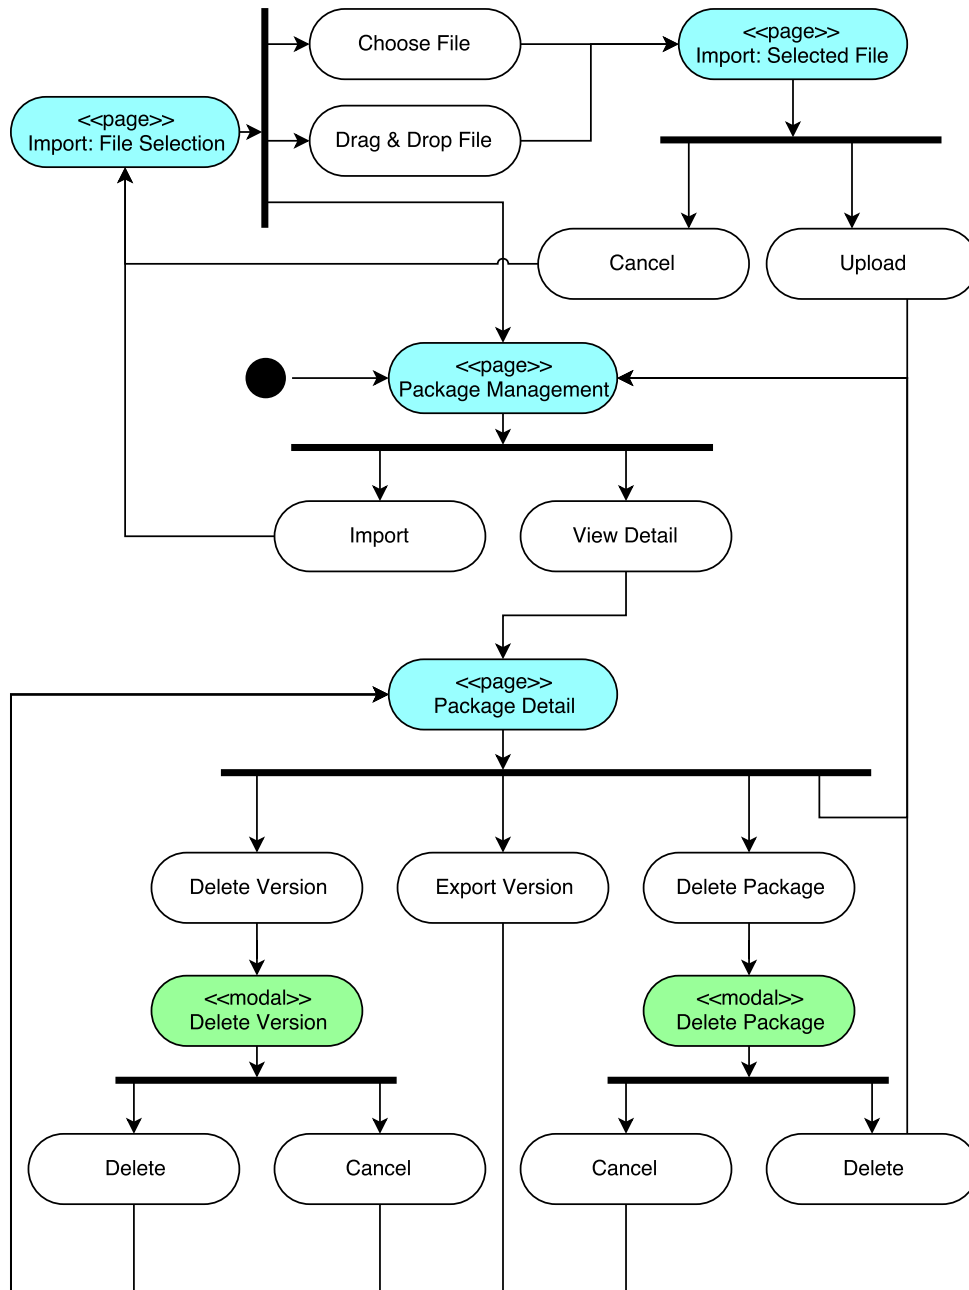 <<page>>
Import: File Selection
Choose File
Drag & Drop File
<<page>>
Import: Selected File
Cancel
Upload
<<page>>
Package Management
Import
View Detail
<<page>>
Package Detail
Delete Version
Export Version
Delete Package
<<modal>>
Delete Version
<<modal>>
Delete Package
Delete
Cancel
Cancel
Delete